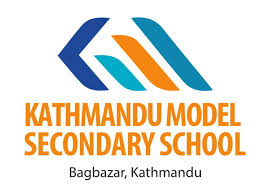 KATHMANDU MODEL
SECONDARY SCHOOL
Bagbazar, Kathmandu